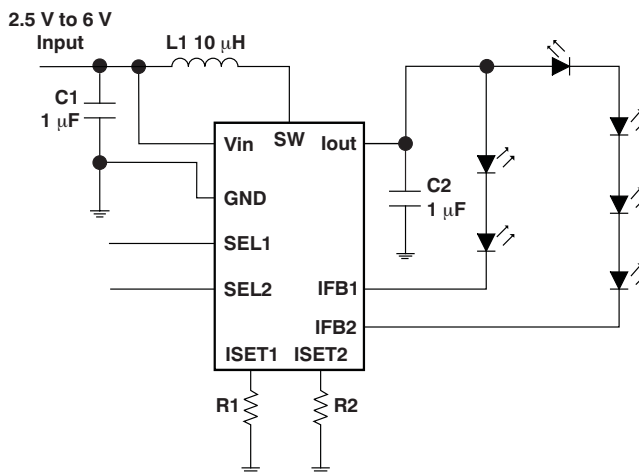 2.5 V to 6 V
Input
L1 10 μH
C1
1 μF
Vin
SW
Iout
GND
C2
1 μF
SEL1
SEL2
IFB1
IFB2
ISET1
ISET2
R1
R2